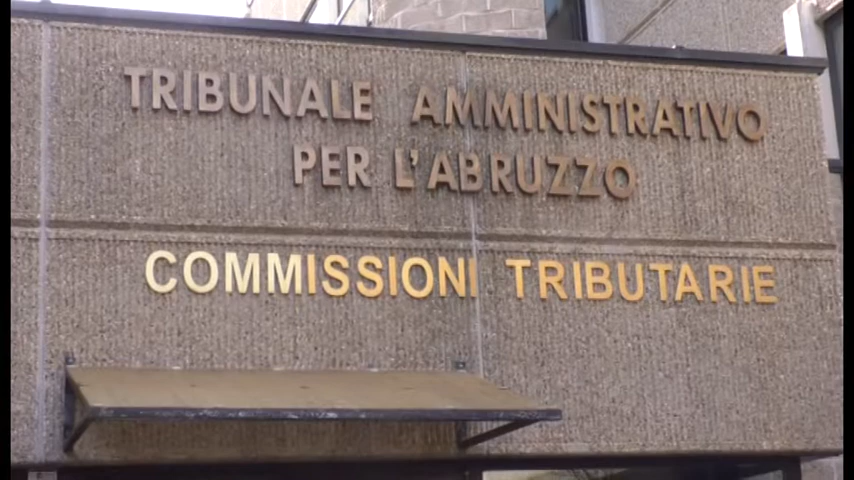 TRIBUNALE AMMINISTRATIVO
PER L'ABRUZZO
COMMISSIONI TRIBUTARIE